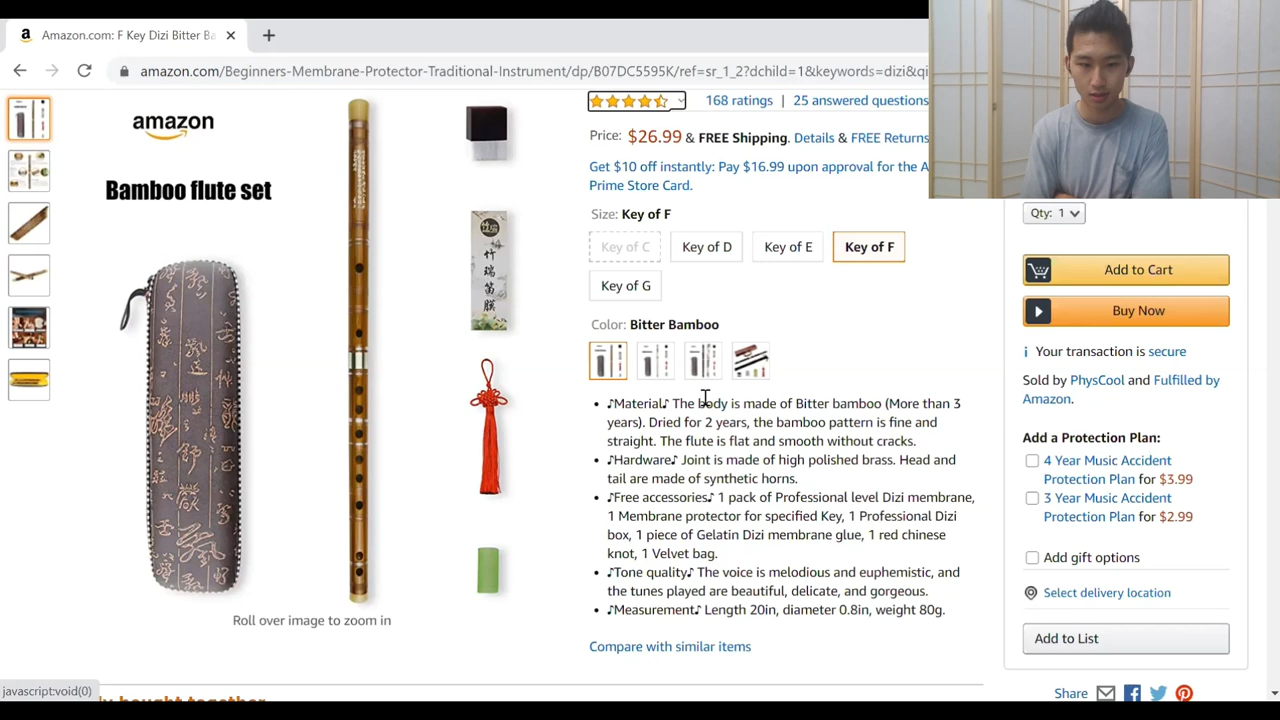 Amazon.com: F Key Dizi Bitter Ba
amazon.com/Beginners-Membrane-Protector-Traditional-Instrument/dp/B07DC5595K/ref=sr_1_2?dchild=1&keywords=dizi&qi
amazon
Bamboo flute set
竹
瑞
笛
膜
Roll over image to zoom in
168 ratings | 25 answered questions
Price: $26.99 & FREE Shipping. Details & FREE Returns
Get $10 off instantly: Pay $16.99 upon approval for the A
Prime Store Card.
Size: Key of F
Key of C Key of D Key of E Key of F
Key of G
Color: Bitter Bamboo
• ♪Material♪ The body is made of Bitter bamboo (More than 3
years). Dried for 2 years, the bamboo pattern is fine and
straight. The flute is flat and smooth without cracks.
• ♪Hardware♪ Joint is made of high polished brass. Head and
tail are made of synthetic horns.
• ♪Free accessories♪ 1 pack of Professional level Dizi membrane,
1 Membrane protector for specified Key, 1 Professional Dizi
box, 1 piece of Gelatin Dizi membrane glue, 1 red chinese
knot, 1 Velvet bag.
• ♪Tone quality♪ The voice is melodious and euphemistic, and
the tunes played are beautiful, delicate, and gorgeous.
• ♪Measurement♪ Length 20in, diameter 0.8in, weight 80g.
Compare with similar items
Qty: 1
Add to Cart
Buy Now
Your transaction is secure
Sold by PhysCool and Fulfilled by
Amazon.
Add a Protection Plan:
4 Year Music Accident
Protection Plan for $3.99
3 Year Music Accident
Protection Plan for $2.99
Add gift options
Select delivery location
Add to List
Share
javascript:void(0)
bought together